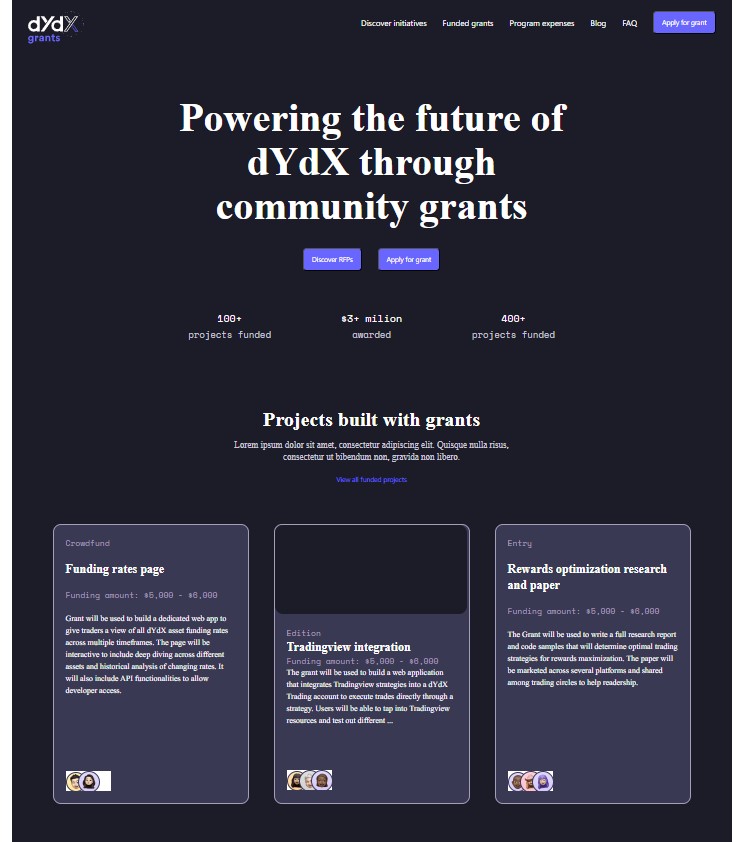 dYdX
grants
Discover initiatives Funded grants Program expenses Blog FAQ Apply for grant
Powering the future of
dYdX through
community grants
Discover RFPs Apply for grant
100+ $3+ milion 400+
projects funded awarded projects funded
Projects built with grants
Lorem ipsum dolor sit amet, consectetur adipiscing elit. Quisque nulla risus,
consectetur ut bibendum non, gravida non libero.
View all funded projects
Crowdfund
Funding rates page
Funding amount: $5,000 - $6,000
Grant will be used to build a dedicated web app to
give traders a view of all dYdX asset funding rates
across multiple timeframes. The page will be
interactive to include deep diving across different
assets and historical analysis of changing rates. It
will also include API functionalities to allow
developer access.
Edition
Tradingview integration
Funding amount: $5,000 - $6,000
The grant will be used to build a web application
that integrates Tradingview strategies into a dYdX
Trading account to execute trades directly through a
strategy. Users will be able to tap into Tradingview
resources and test out different ...
Entry
Rewards optimization research
and paper
Funding amount: $5,000 - $6,000
The Grant will be used to write a full research report
and code samples that will determine optimal trading
strategies for rewards maximization. The paper will
be marketed across several platforms and shared
among trading circles to help readership.